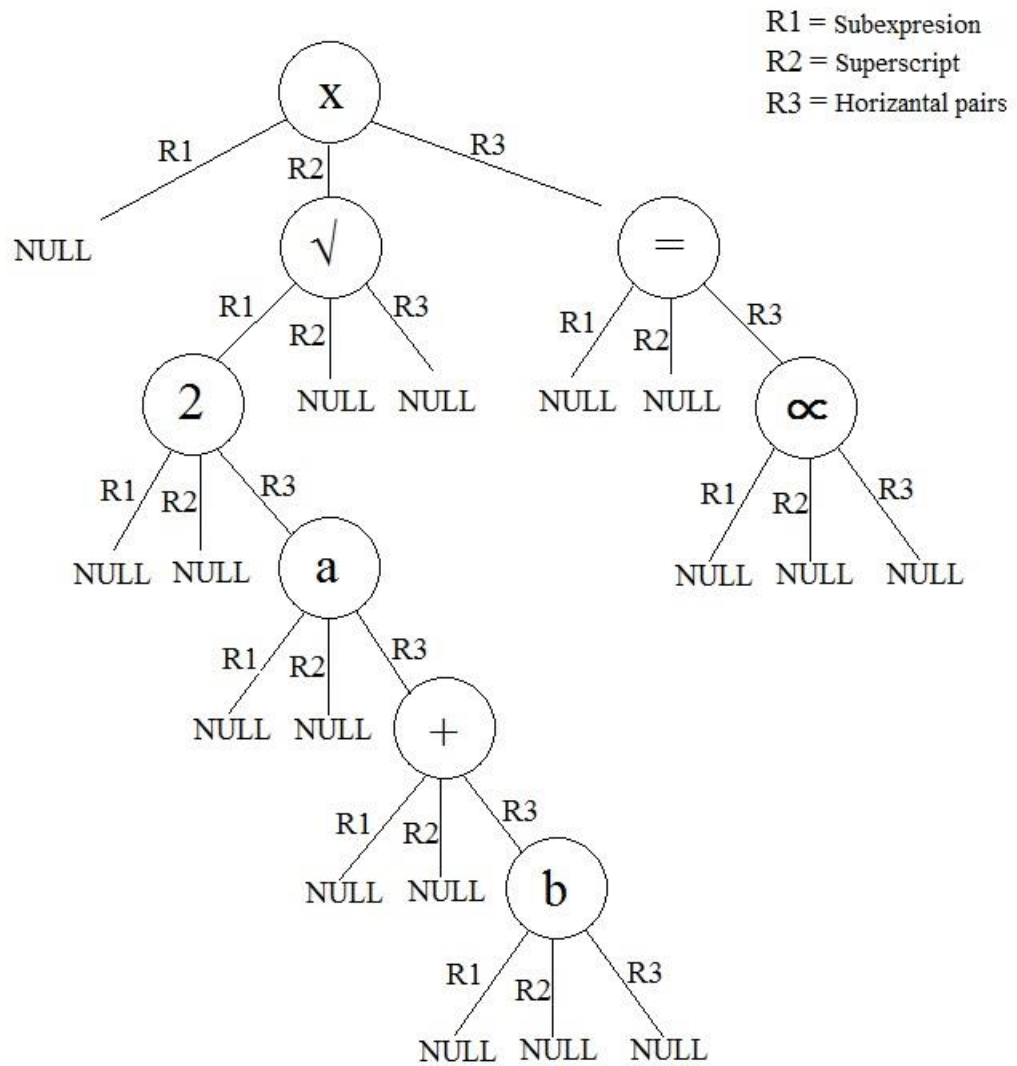 R1 = Subexpresion
R2 = Superscript
R3 = Horizantal pairs
x
R1 R2 R3
NULL √ =
R1 R2 R3 R1 R2 R3
2 NULL NULL NULL NULL ∝
R1 R2 R3 R1 R2 R3
NULL NULL a NULL NULL NULL
R1 R2 R3
NULL NULL +
R1 R2 R3
NULL NULL b
R1 R2 R3
NULL NULL NULL